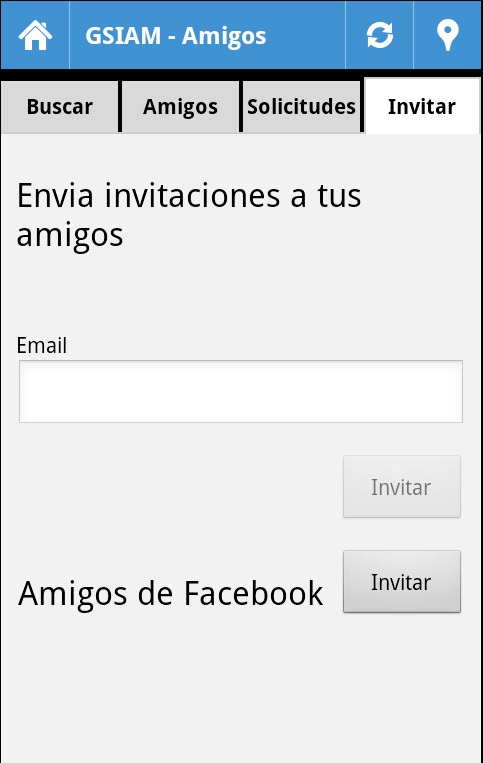 GSIAM - Amigos
Buscar Amigos Solicitudes Invitar
Envia invitaciones a tus
amigos
Email
Invitar
Amigos de Facebook Invitar